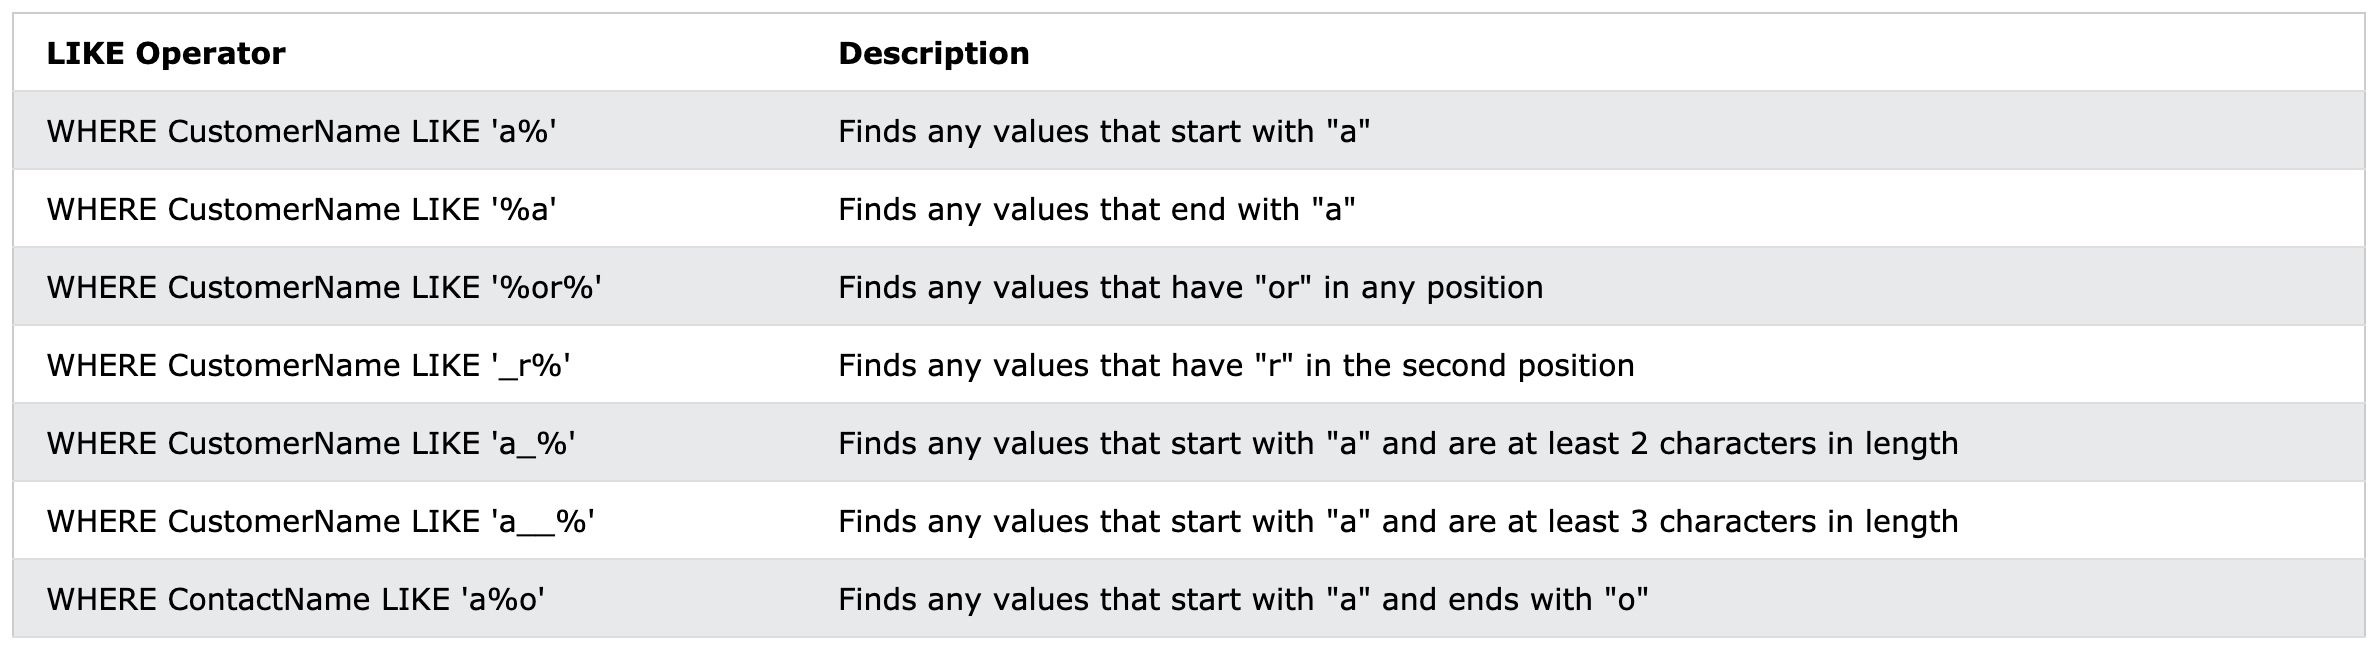 LIKE Operator Description
WHERE CustomerName LIKE 'a%' Finds any values that start with "a"
WHERE CustomerName LIKE '%a' Finds any values that end with "a"
WHERE CustomerName LIKE '%or%' Finds any values that have "or" in any position
WHERE CustomerName LIKE '_r%' Finds any values that have "r" in the second position
WHERE CustomerName LIKE 'a_%' Finds any values that start with "a" and are at least 2 characters in length
WHERE CustomerName LIKE 'a__%' Finds any values that start with "a" and are at least 3 characters in length
WHERE ContactName LIKE 'a%o' Finds any values that start with "a" and ends with "o"